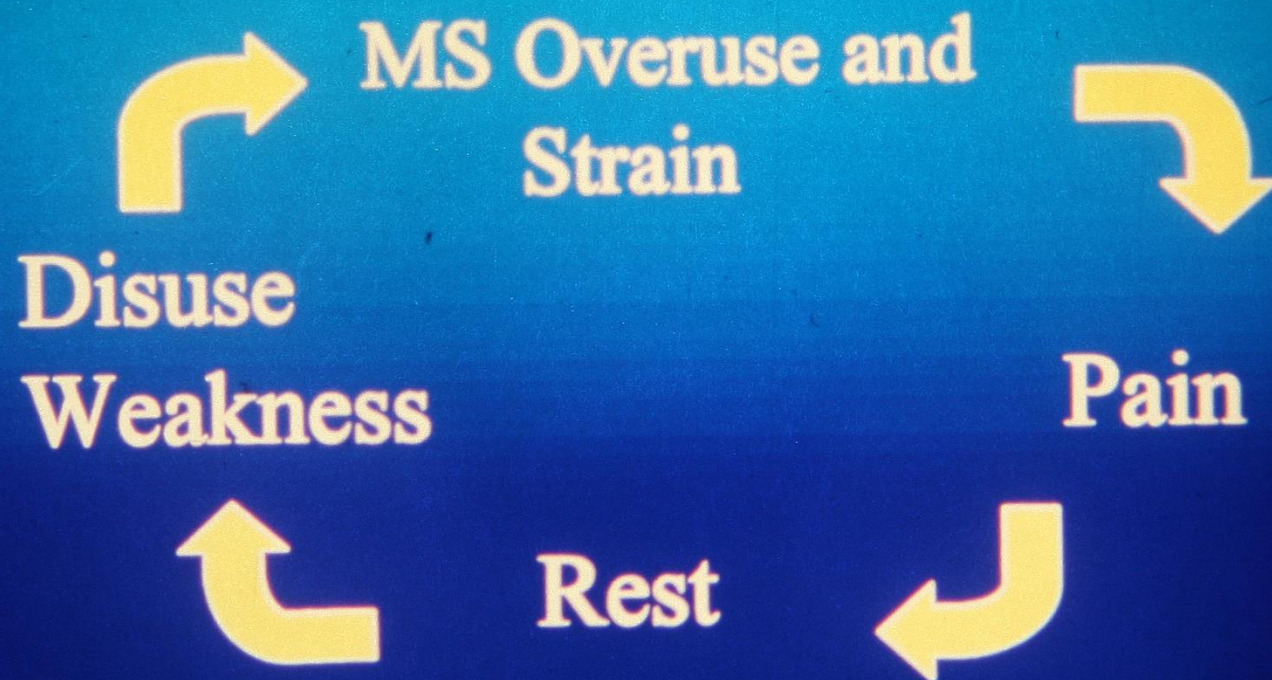 MS Overuse and
Strain
Pain
Rest
Disuse
Weakness